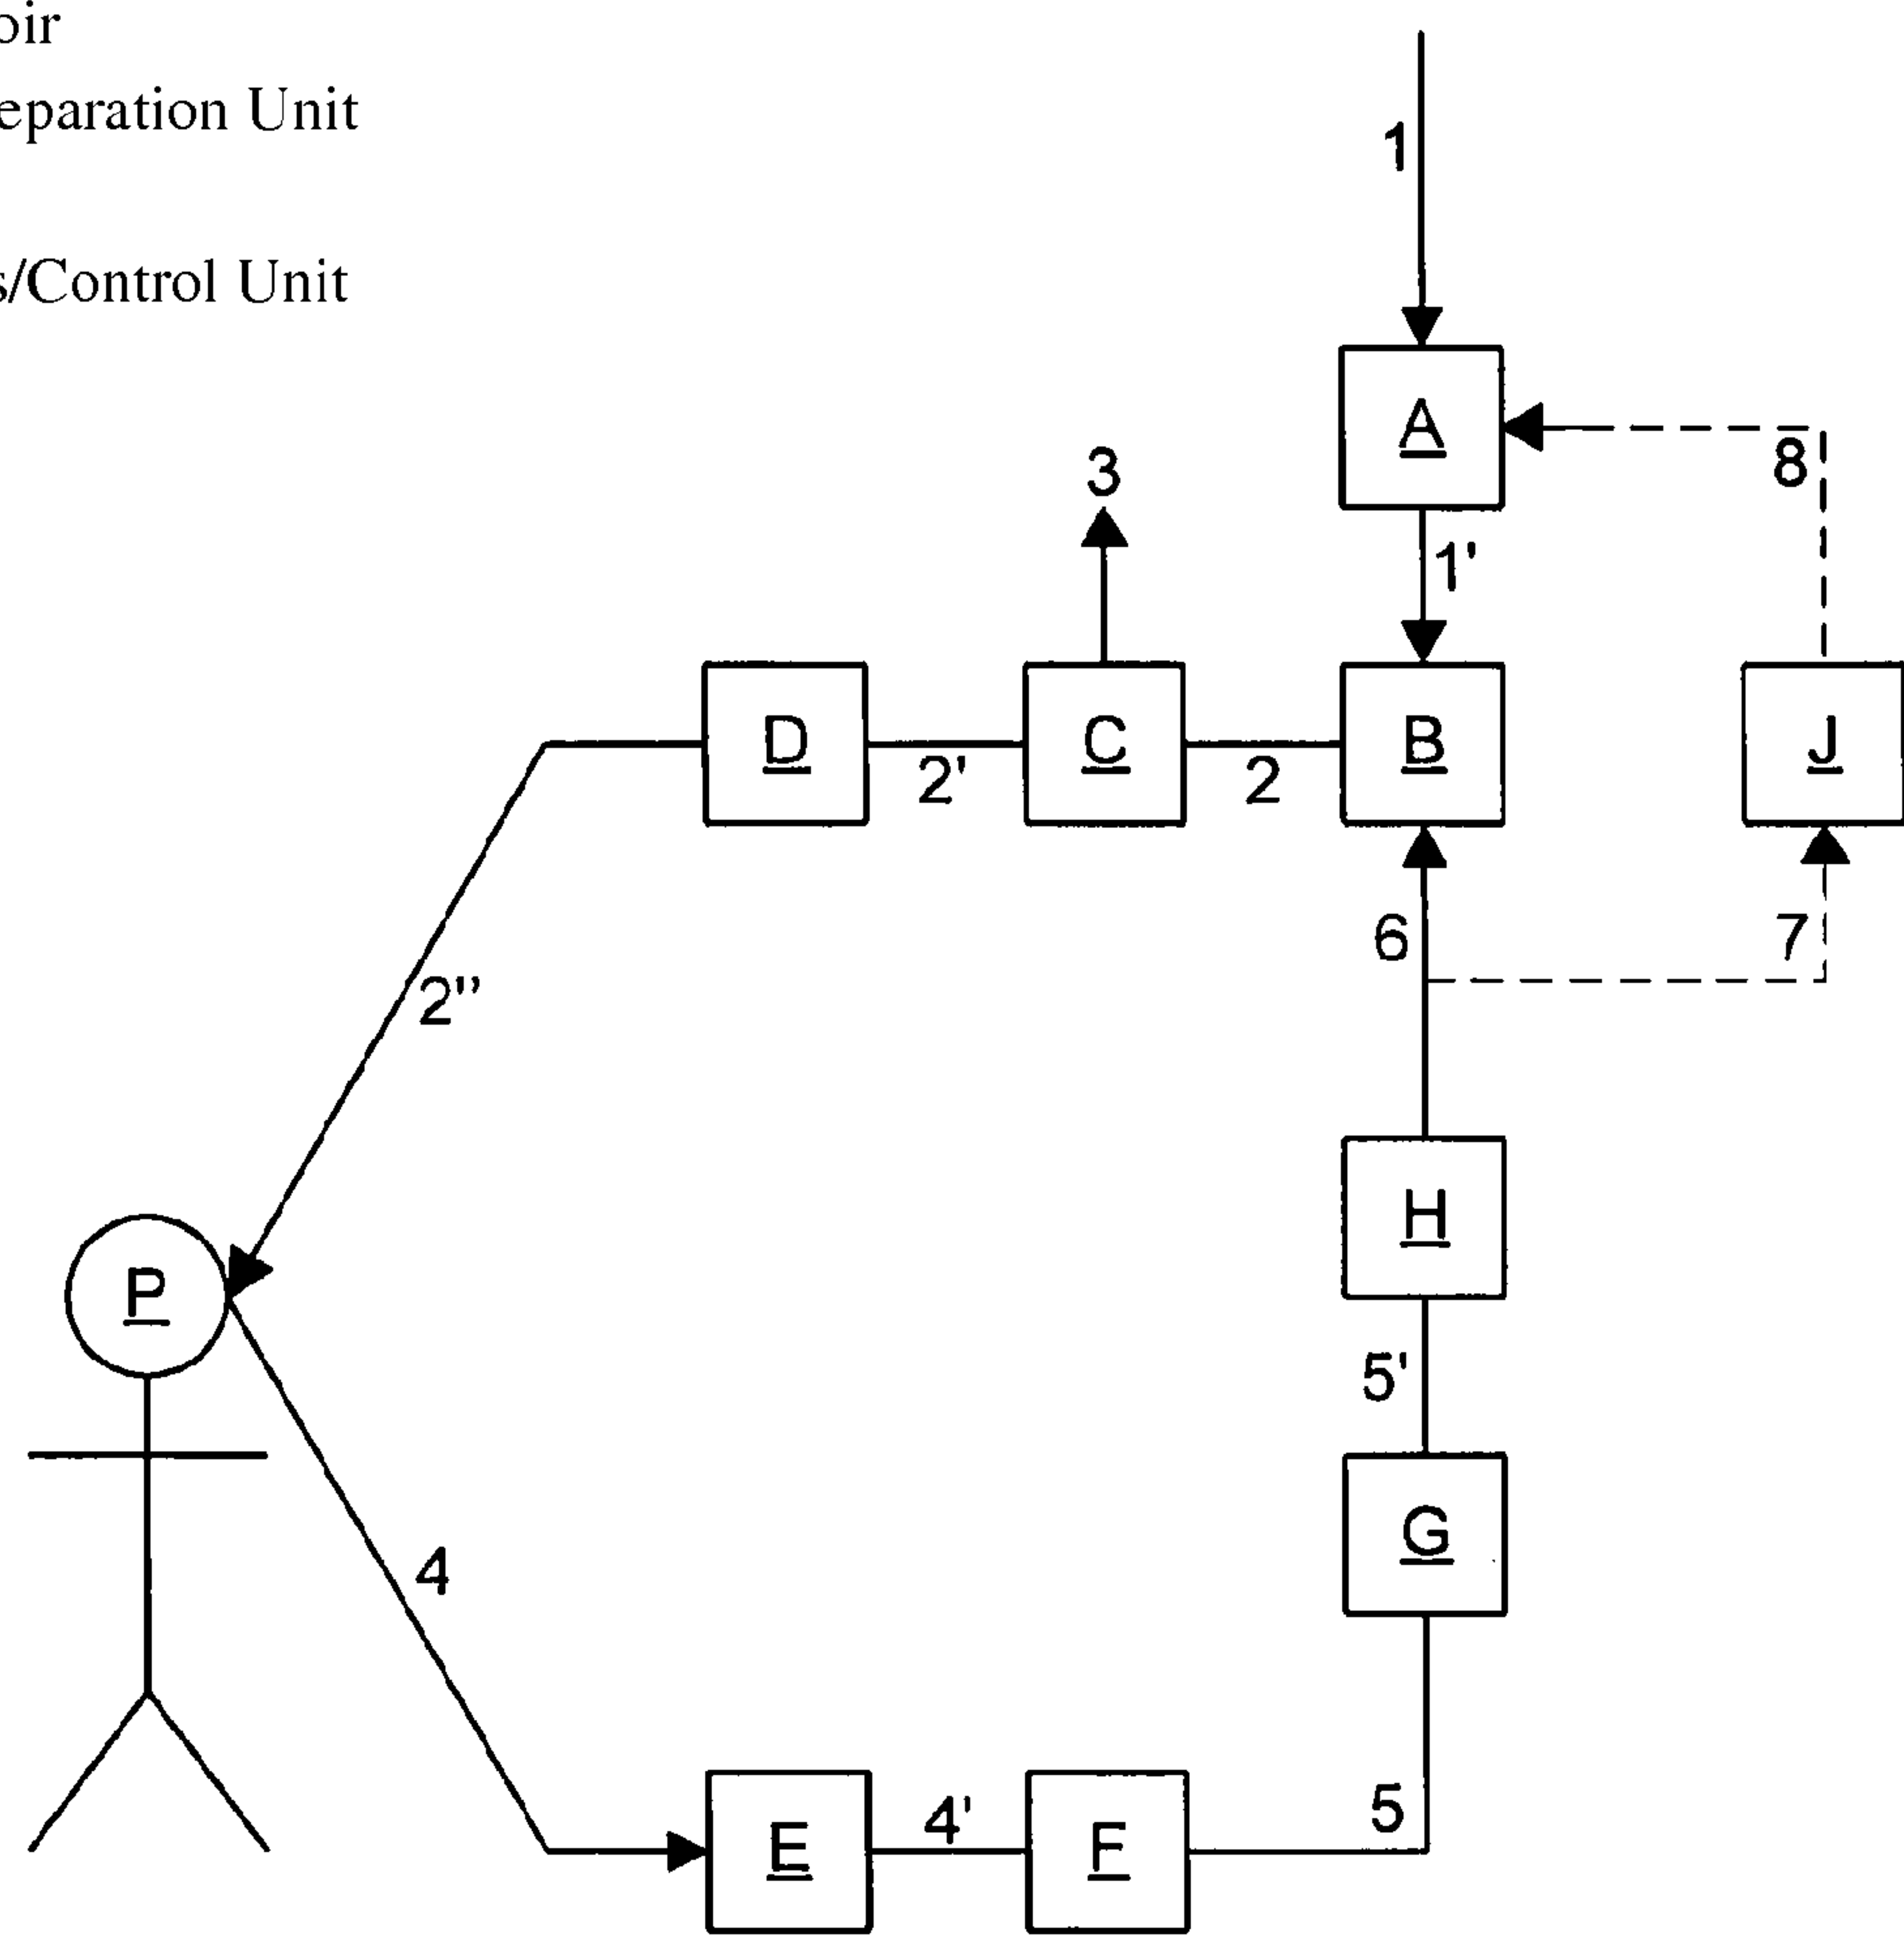 oir
eparation Unit
s/Control Unit
1
A
8
3
1'
D
C
B
J
2'
2
6
7
2''
H
P
5'
G
4
E
4'
F
5